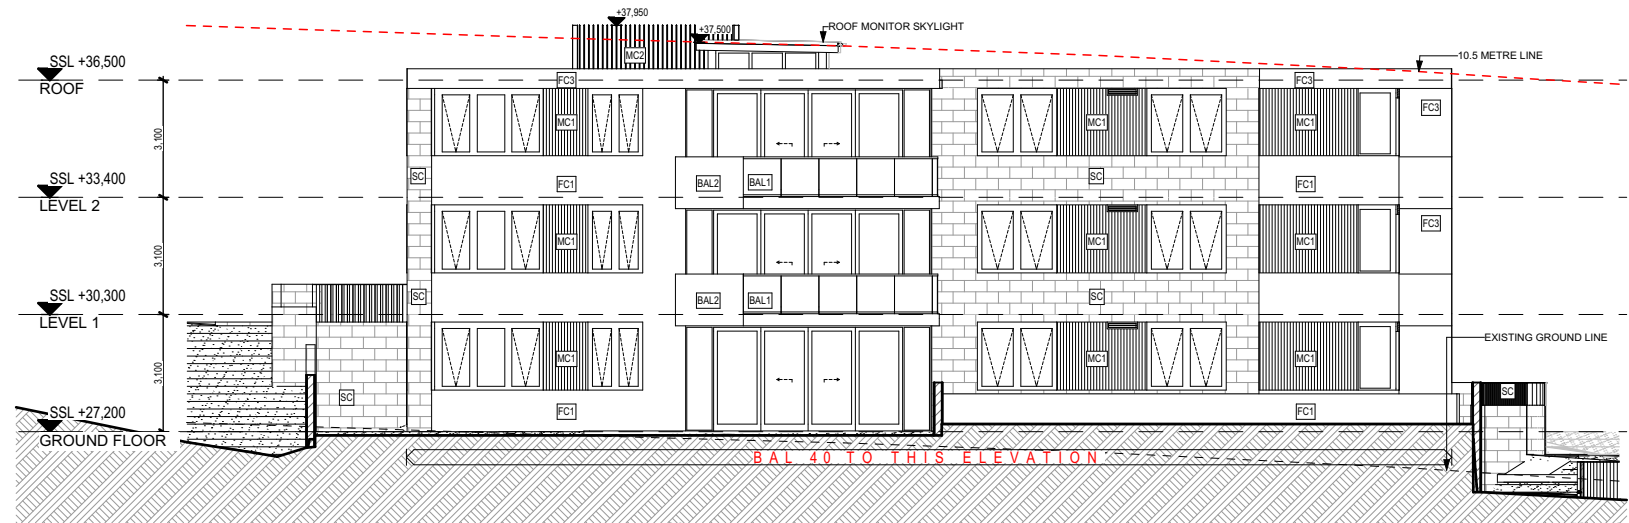 +37,950
+37,500
ROOF MONITOR SKYLIGHT
MC2
10.5 METRE LINE
SSL +36,500
ROOF
FC3
FC3
FC3
MC1
MC1
MC1
3,100
SC
SC
FC1
BAL2
BAL1
FC1
SSL +33,400
LEVEL 2
FC3
MC1
MC1
MC1
3,100
SC
SC
BAL2
BAL1
SSL +30,300
LEVEL 1
EXISTING GROUND LINE
MC1
MC1
MC1
3,100
SC
SC
FC1
FC1
SSL +27,200
GROUND FLOOR
BAL 40 TO THIS ELEVATION